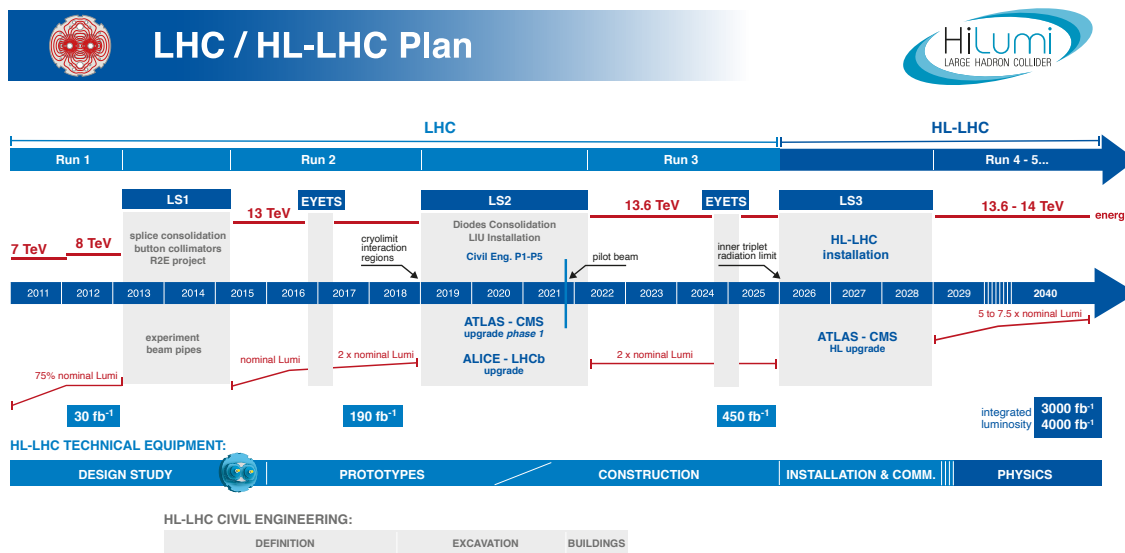 LHC / HL-LHC Plan
HiLumi
LARGE HADRON COLLIDER
LHC
HL-LHC
Run 1
Run 2
Run 3
Run 4 - 5...
LS1
EYETS
LS2
EYETS
LS3
13 TeV
13.6 TeV
13.6 - 14 TeV
energ
7 TeV
8 TeV
splice consolidation
button collimators
R2E project
cryolimit
interaction
regions
Diodes Consolidation
LIU Installation
Civil Eng. P1-P5
pilot beam
inner triplet
radiation limit
HL-LHC
installation
2011
2012
2013
2014
2015
2016
2017
2018
2019
2020
2021
2022
2023
2024
2025
2026
2027
2028
2029
2040
5 to 7.5 x nominal Lumi
experiment
beam pipes
ATLAS - CMS
upgrade phase 1
ALICE - LHCb
upgrade
ATLAS - CMS
HL upgrade
75% nominal Lumi
nominal Lumi
2 x nominal Lumi
2 x nominal Lumi
30 fb⁻¹
190 fb⁻¹
450 fb⁻¹
integrated
luminosity
3000 fb⁻¹
4000 fb⁻¹
HL-LHC TECHNICAL EQUIPMENT:
DESIGN STUDY
PROTOTYPES
CONSTRUCTION
INSTALLATION & COMM.
PHYSICS
HL-LHC CIVIL ENGINEERING:
DEFINITION
EXCAVATION
BUILDINGS